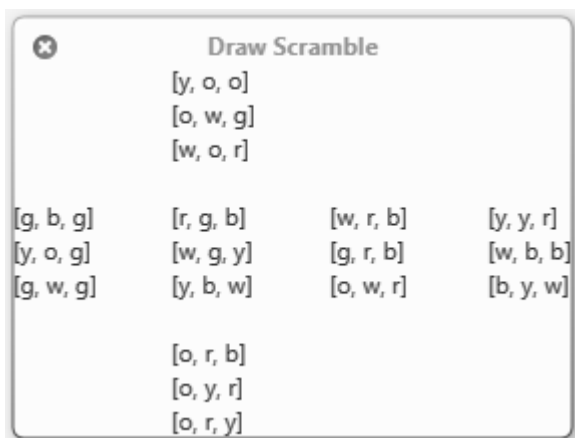 Draw Scramble
[y, o, o]
[o, w, g]
[w, o, r]
[g, b, g] [r, g, b] [w, r, b] [y, y, r]
[y, o, g] [w, g, y] [g, r, b] [w, b, b]
[g, w, g] [y, b, w] [o, w, r] [b, y, w]
[o, r, b]
[o, y, r]
[o, r, y]